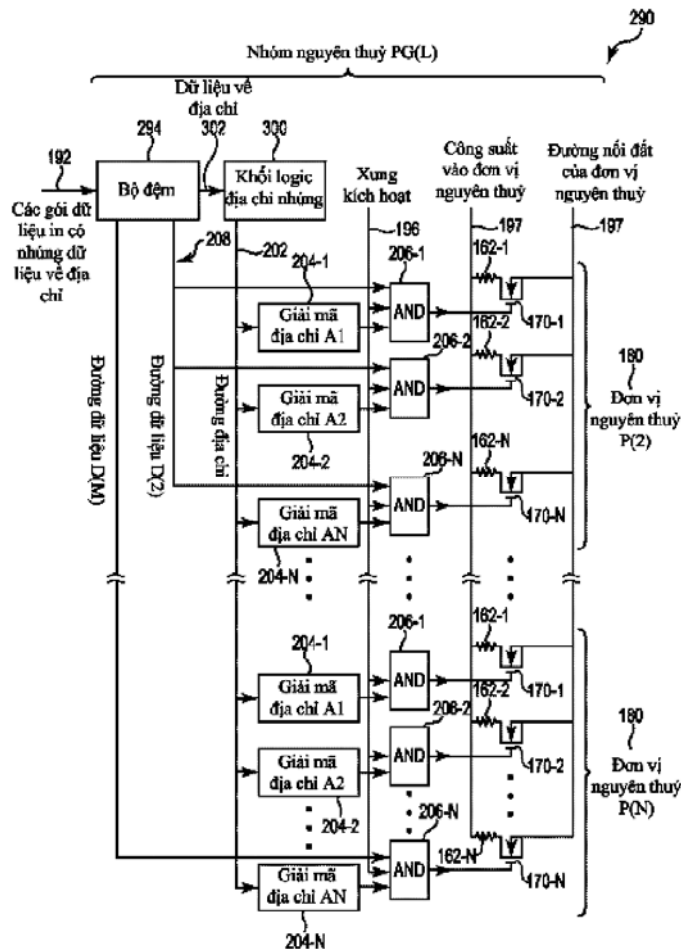 290
Nhóm nguyên thuỷ PG(L)
Dữ liệu về
địa chỉ
192
294
302
300
Bộ đệm
Khối logic
địa chỉ nhúng
Xung
kích hoạt
Công suất
vào đơn vị
nguyên thuỷ
Đường nối đất
của đơn vị
nguyên thuỷ
Các gói dữ
liệu in có
nhúng dữ
liệu về địa
chỉ
208
202
196
197
197
204-1
206-1
162-1
Giải mã
địa chỉ A1
AND
170-1
206-2
162-2
Giải mã
địa chỉ A2
AND
170-2
204-2
180
Đơn vị
nguyên thuỷ
P(2)
Đường dữ liệu D(M)
Đường dữ liệu D(2)
Đường địa chỉ
206-N
162-N
Giải mã
địa chỉ AN
AND
170-N
204-N
204-1
206-1
162-1
Giải mã
địa chỉ A1
AND
170-1
206-2
162-2
Giải mã
địa chỉ A2
AND
170-2
204-2
180
Đơn vị
nguyên thuỷ
P(N)
206-N
162-N
Giải mã
địa chỉ AN
AND
170-N
204-N